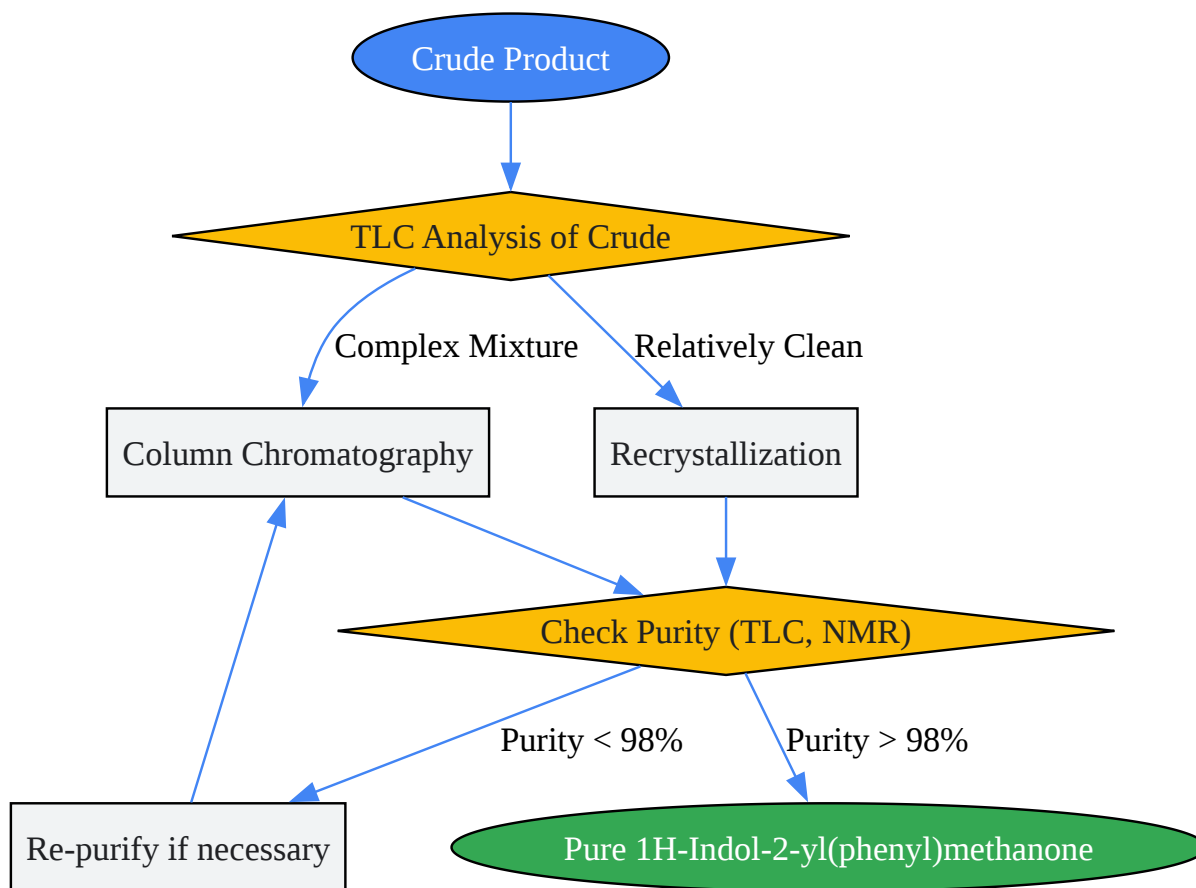 Crude Product
TLC Analysis of Crude
Complex Mixture
Relatively Clean
Column Chromatography
Recrystallization
Check Purity (TLC, NMR)
Purity < 98%
Purity > 98%
Re-purify if necessary
Pure 1H-Indol-2-yl(phenyl)methanone